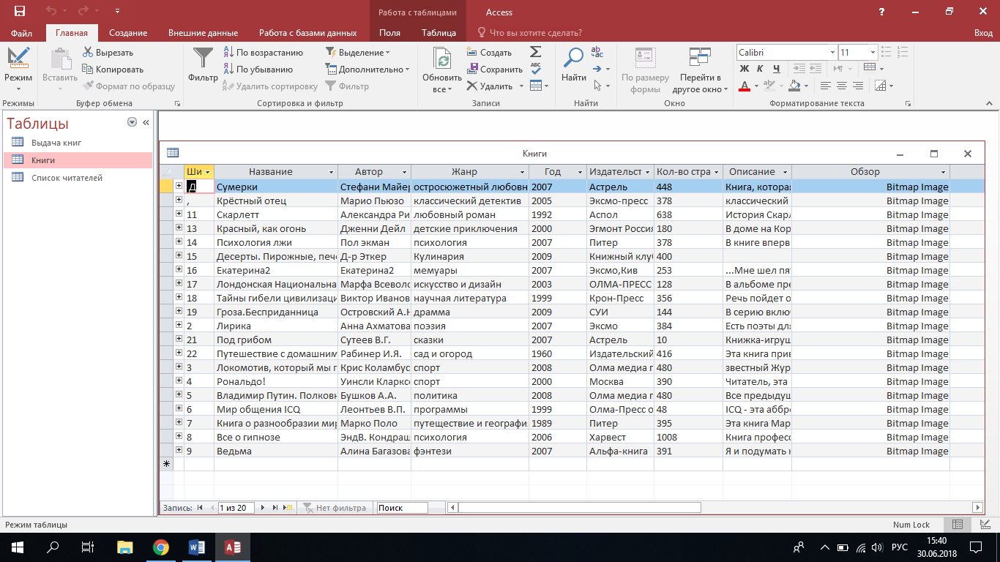 Работа с таблицами Access ?
Файл Главная Создание Внешние данные Работа с базами данных Поля Таблица Что вы хотите сделать? Вход
Режим Вставить Вырезать Копировать Формат по образцу Фильтр По возрастанию По убыванию Удалить сортировку Выделение Дополнительно Фильтр Обновить все Создать Сохранить Удалить Найти По размеру формы Перейти в другое окно Calibri 11 Ж К Ч
Режимы Буфер обмена Сортировка и фильтр Записи Найти Окно Форматирование текста
Таблицы
Выдача книг
Книги
Список читателей
Книги
Ши Название Автор Жанр Год Издательст Кол-во стра Описание Обзор
Д Сумерки Стефани Майер остросюжетный любовн 2007 Астрель 448 Книга, которая Bitmap Image
, Крёстный отец Марио Пьюзо классический детектив 2005 Эксмо-пресс 378 классический Bitmap Image
11 Скарлетт Александра Ри любовный роман 1992 Аспол 638 История Скарл Bitmap Image
13 Красный, как огонь Дженни Дейл детские приключения 2000 Эгмонт Россия 180 В доме на Кор Bitmap Image
14 Психология лжи Пол экман психология 2007 Питер 378 В книге вперв Bitmap Image
15 Десерты. Пирожные, пече Д-р Эткер Кулинария 2009 Книжный клуб 400 Bitmap Image
16 Екатерина2 Екатерина2 мемуары 2007 Эксмо,Кив 253 ...Мне шел пят Bitmap Image
17 Лондонская Национальна Марфа Всеволо искусство и дизайн 2003 ОЛМА-ПРЕСС 128 В альбоме пре Bitmap Image
18 Тайны гибели цивилизаци Виктор Иванов научная литература 1999 Крон-Пресс 356 Речь пойдет о Bitmap Image
19 Гроза.Бесприданница Островский А.Н драмма 2009 СУИ 144 В серию вклю Bitmap Image
2 Лирика Анна Ахматова поэзия 2007 Эксмо 384 Есть поэты для Bitmap Image
21 Под грибом Сутеев В.Г. сказки 2007 Астрель 10 Книжка-игруш Bitmap Image
22 Путешествие с домашним Рабинер И.Я. сад и огород 1960 Издательский 416 Эта книга прив Bitmap Image
3 Локомотив, который мы п Крис Коламбус спорт 2008 Олма медиа г 480 звестный Жур Bitmap Image
4 Рональдо! Уинсли Кларксо спорт 2000 Москва 390 Читатель, эта Bitmap Image
5 Владимир Путин. Полковн Бушков А.А. политика 2008 Олма медиа г 480 Все предыдущ Bitmap Image
6 Мир общения ICQ Леонтьев В.П. программы 1999 Олма-Пресс о 48 ICQ - эта аббр Bitmap Image
7 Книга о разнообразии мир Марко Поло путеществие и географи 1989 Питер 395 Эта книга Мар Bitmap Image
8 Все о гипнозе ЭндВ. Кондраш психология 2006 Харвест 1008 Книга професс Bitmap Image
9 Ведьма Алина Багазова фэнтези 2007 Альфа-книга 391 Я и подумать н Bitmap Image
Запись: 1 из 20 Нет фильтра Поиск
Режим таблицы Num Lock
РУС 15:40
30.06.2018